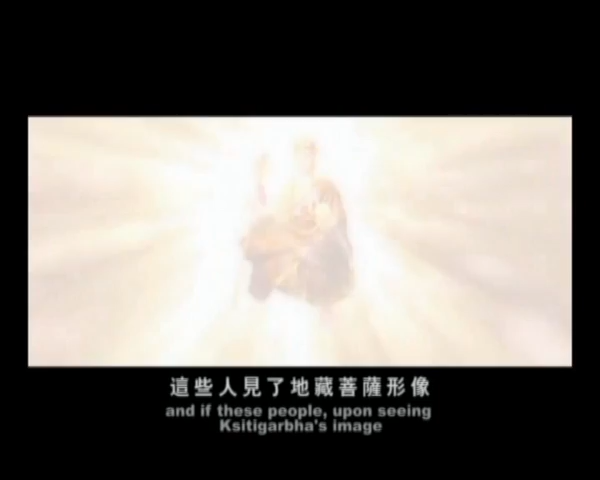 這些人見了地藏菩薩形像
and if these people, upon seeing
Ksitigarbha's image